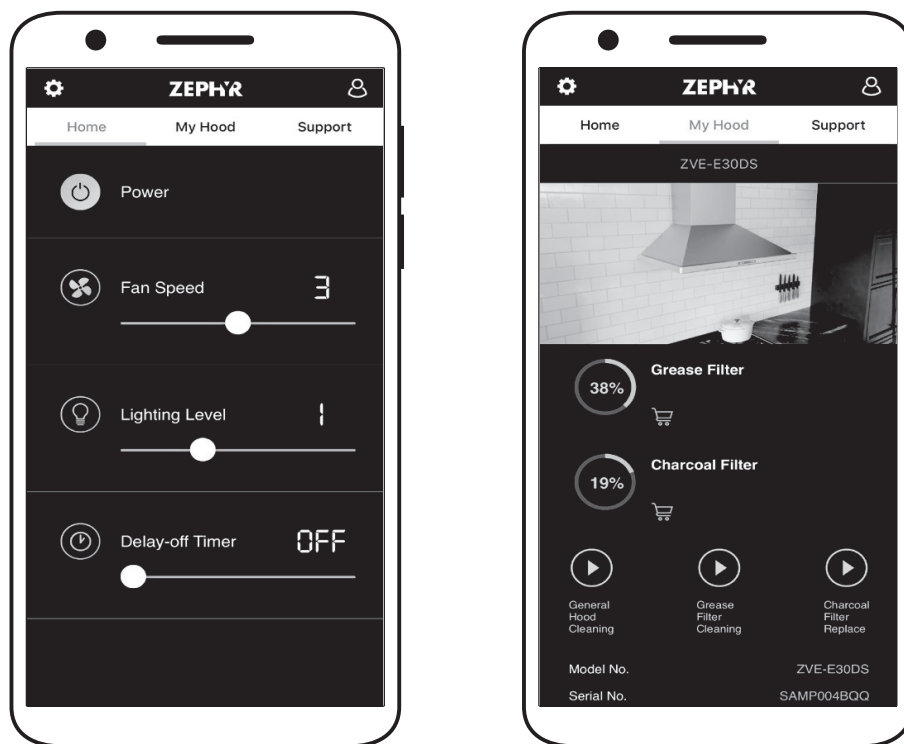 ZEPHYR
Home My Hood Support
Power
Fan Speed 3
Lighting Level 1
Delay-off Timer OFF
ZEPHYR
Home My Hood Support
ZVE-E30DS
38% Grease Filter
19% Charcoal Filter
General
Hood
Cleaning
Grease
Filter
Cleaning
Charcoal
Filter
Replace
Model No. ZVE-E30DS
Serial No. SAMP004BQQ